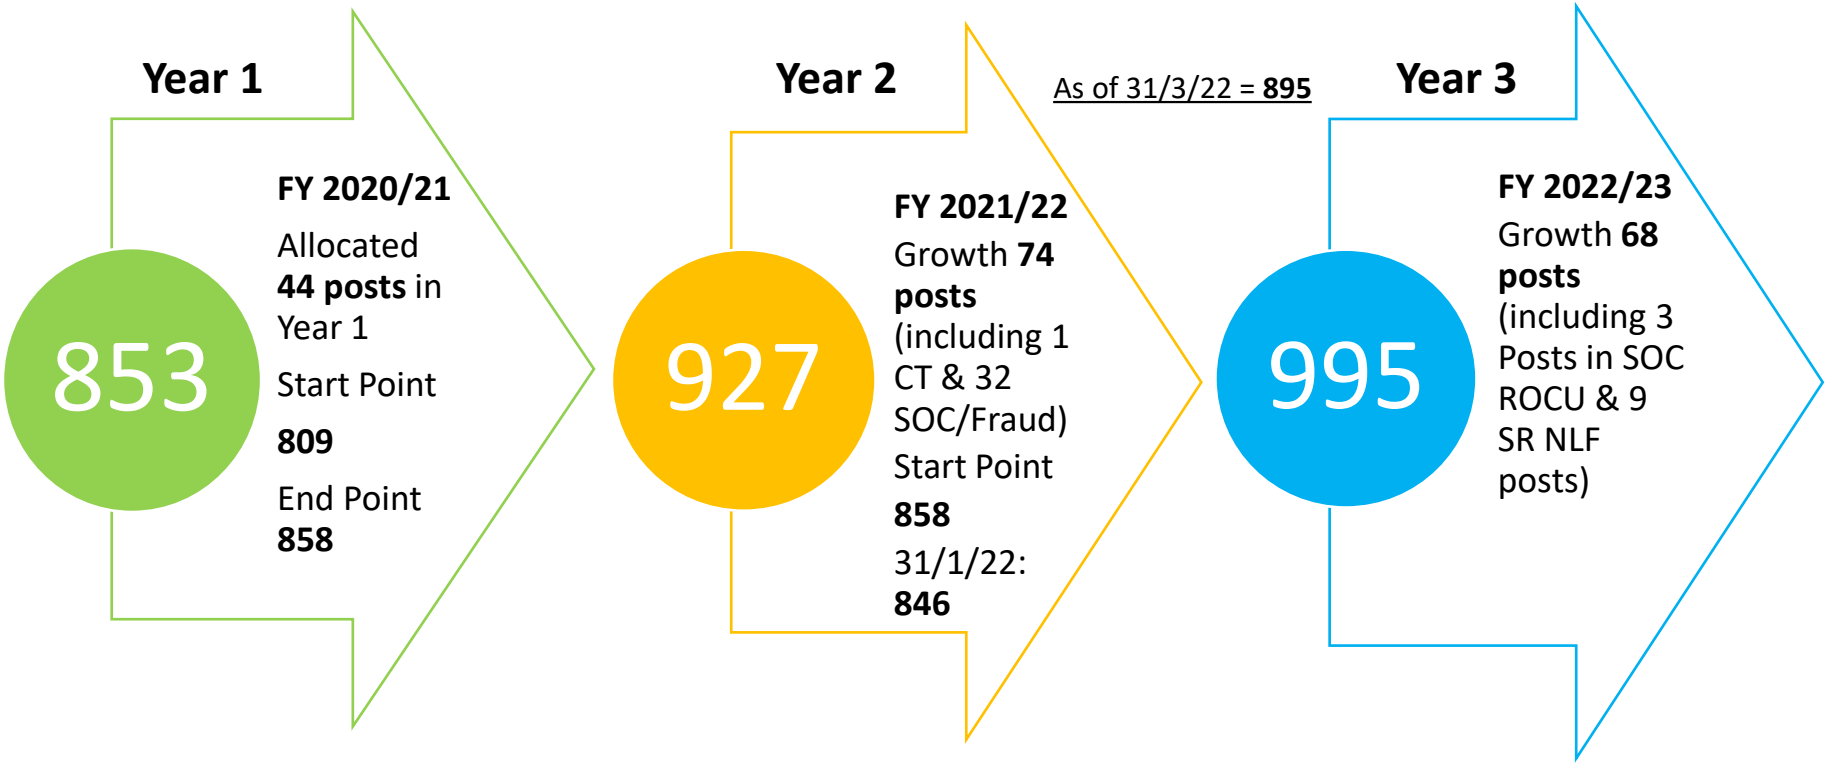 Year 1
853
FY 2020/21
Allocated
44 posts in
Year 1
Start Point
809
End Point
858
Year 2
927
FY 2021/22
Growth 74
posts
(including 1
CT & 32
SOC/Fraud)
Start Point
858
31/1/22:
846
As of 31/3/22 = 895
Year 3
995
FY 2022/23
Growth 68
posts
(including 3
Posts in SOC
ROCU & 9
SR NLF
posts)